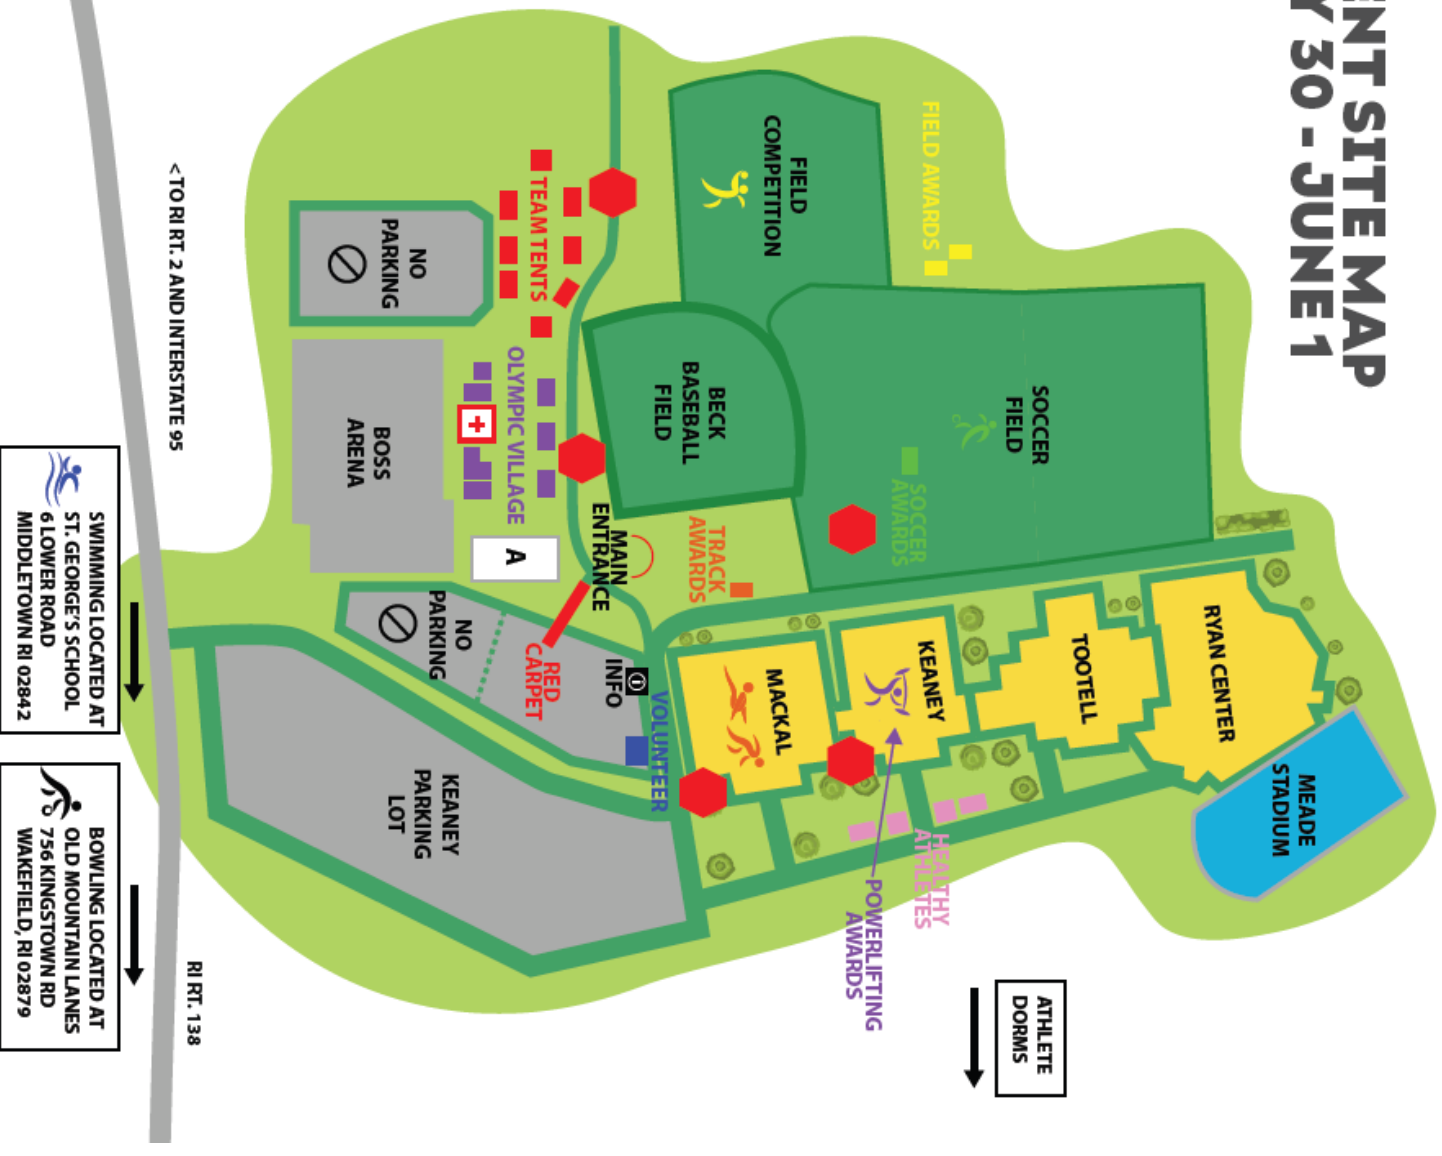 ENT SITE MAP
Y 30 - JUNE 1
MEADE
STADIUM
RYAN CENTER
TOOTELL
ATHLETE
DORMS
SOCCER
FIELD
FIELD AWARDS
SOCCER
AWARDS
KEANEY
HEALTHY
ATHLETES
POWERLIFTING
AWARDS
FIELD
COMPETITION
MACKAL
BECK
BASEBALL
FIELD
TRACK
AWARDS
VOLUNTEER
INFO
MAIN
ENTRANCE
RED
CARPET
TEAM TENTS
OLYMPIC VILLAGE
A
NO
PARKING
NO
PARKING
KEANEY
PARKING
LOT
BOSS
ARENA
< TO RI RT. 2 AND INTERSTATE 95
RI RT. 138
SWIMMING LOCATED AT
ST. GEORGE'S SCHOOL
6 LOWER ROAD
MIDDLETOWN RI 02842
BOWLING LOCATED AT
OLD MOUNTAIN LANES
756 KINGSTOWN RD
WAKEFIELD, RI 02879